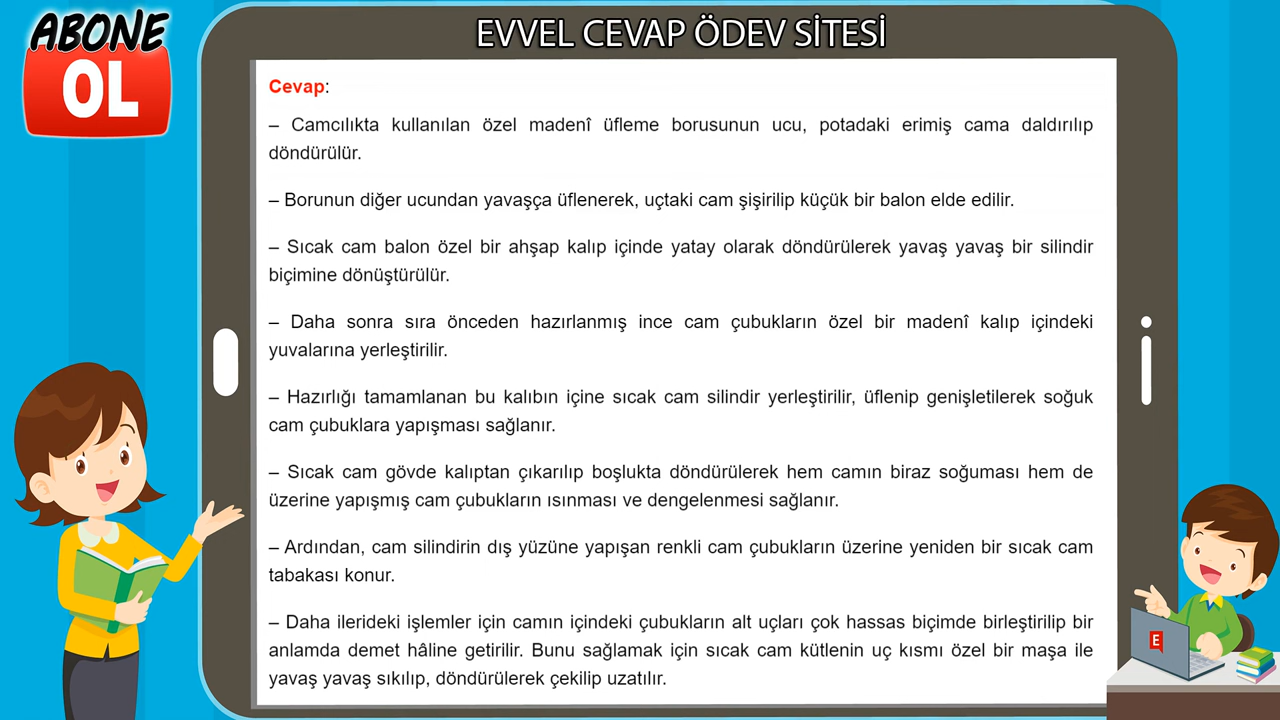 ABONE
OL
EVVEL CEVAP ÖDEV SİTESİ
Cevap:
– Camcılıkta kullanılan özel madenî üfleme borusunun ucu, potadaki erimiş cama daldırılıp
döndürülür.
– Borunun diğer ucundan yavaşça üflenerek, uçtaki cam şişirilip küçük bir balon elde edilir.
– Sıcak cam balon özel bir ahşap kalıp içinde yatay olarak döndürülerek yavaş yavaş bir silindir
biçimine dönüştürülür.
– Daha sonra sıra önceden hazırlanmış ince cam çubukların özel bir madenî kalıp içindeki
yuvalarına yerleştirilir.
– Hazırlığı tamamlanan bu kalıbın içine sıcak cam silindir yerleştirilir, üflenip genişletilerek soğuk
cam çubuklara yapışması sağlanır.
– Sıcak cam gövde kalıptan çıkarılıp boşlukta döndürülerek hem camın biraz soğuması hem de
üzerine yapışmış cam çubukların ısınması ve dengelenmesi sağlanır.
– Ardından, cam silindirin dış yüzüne yapışan renkli cam çubukların üzerine yeniden bir sıcak cam
tabakası konur.
– Daha ilerideki işlemler için camın içindeki çubukların alt uçları çok hassas biçimde birleştirilip bir
anlamda demet hâline getirilir. Bunu sağlamak için sıcak cam kütlenin uç kısmı özel bir maşa ile
yavaş yavaş sıkılıp, döndürülerek çekilip uzatılır.
E